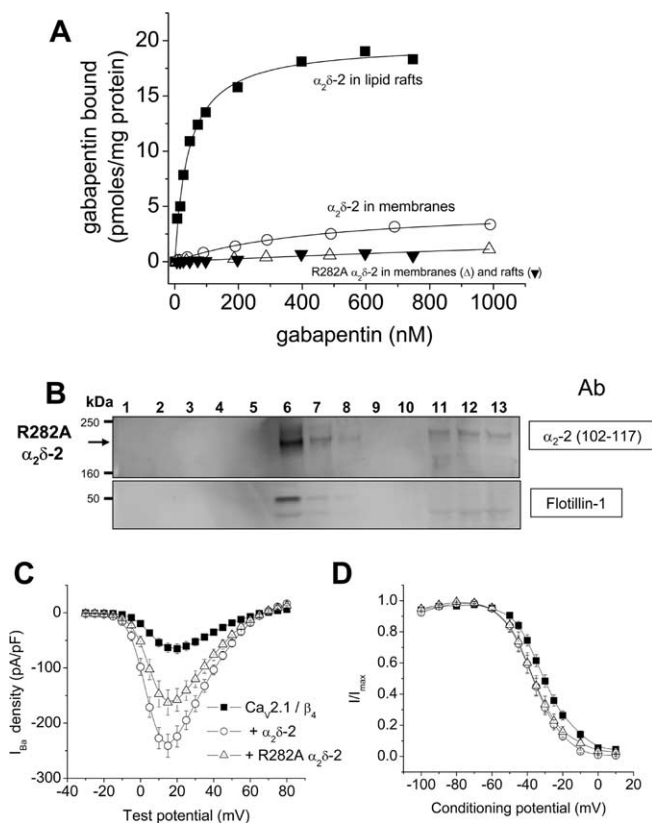 A
gabapentin bound
(pmoles/mg protein)
20
15
10
5
0
α₂δ-2 in lipid rafts
α₂δ-2 in membranes
R282A α₂δ-2 in membranes (Δ) and rafts (▼)
0 200 400 600 800 1000
gabapentin (nM)
B
kDa 1 2 3 4 5 6 7 8 9 10 11 12 13 Ab
250
R282A
α₂δ-2
160
α₂-2 (102-117)
50
Flotillin-1
C
I_Ba density (pA/pF)
0
-100
-200
-300
Ca_V2.1 / β₄
+ α₂δ-2
+ R282A α₂δ-2
-40 -20 0 20 40 60 80
Test potential (mV)
D
I/I_max
1.0
0.8
0.6
0.4
0.2
0.0
-100 -80 -60 -40 -20 0 20
Conditioning potential (mV)